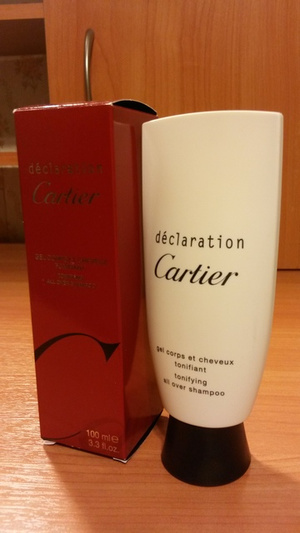 déclaration
Cartier
100 ml e
3.3 fl.oz.
déclaration
Cartier
gel corps et cheveux
tonifiant
tonifying
all over shampoo